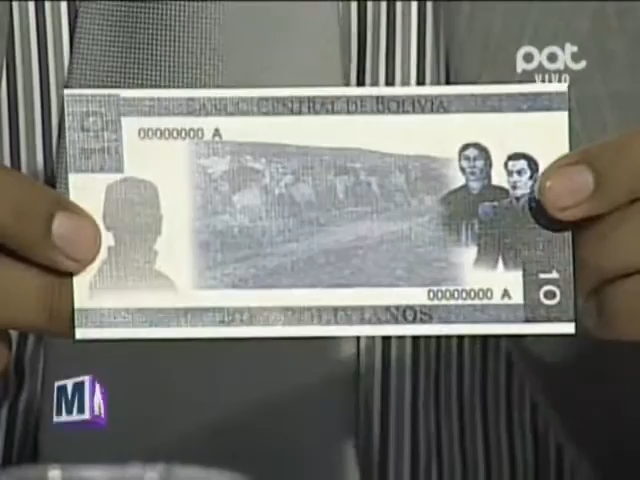 pat
VIVO
BANCO CENTRAL DE BOLIVIA
00000000 A
00000000 A
10
M